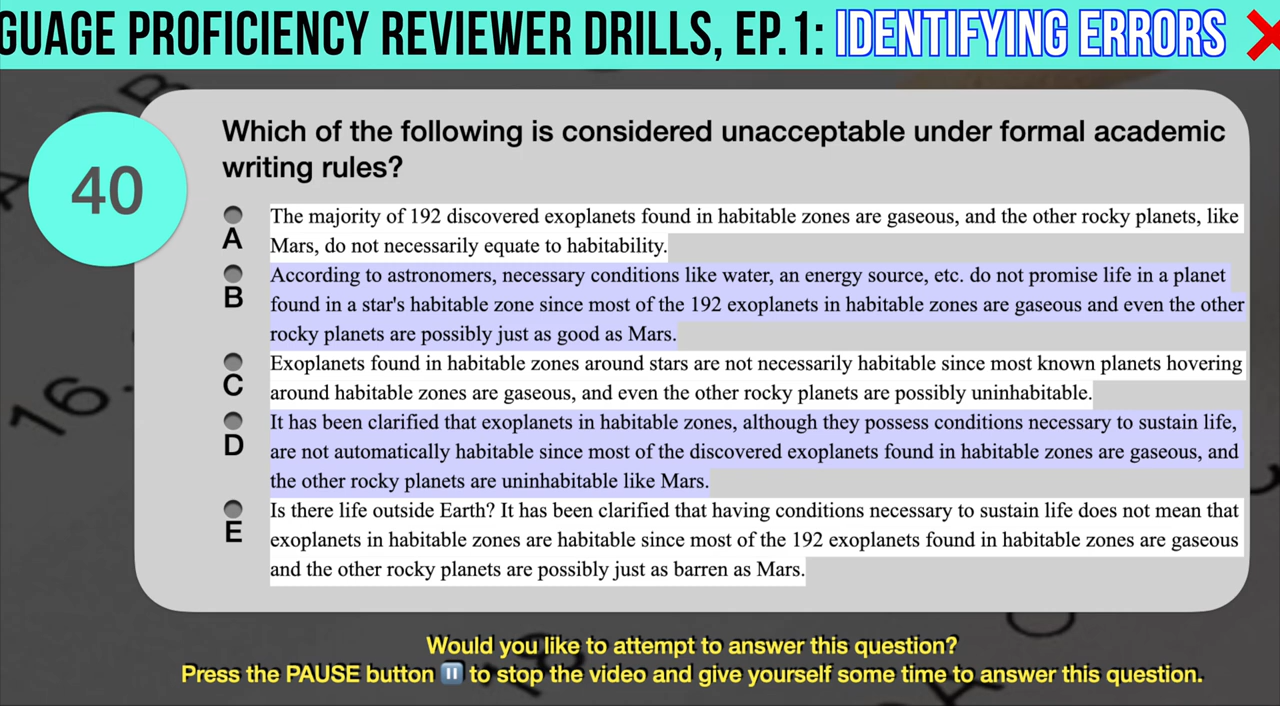 GUAGE PROFICIENCY REVIEWER DRILLS, EP.1: IDENTIFYING ERRORS
40
Which of the following is considered unacceptable under formal academic
writing rules?
A
The majority of 192 discovered exoplanets found in habitable zones are gaseous, and the other rocky planets, like
Mars, do not necessarily equate to habitability.
B
According to astronomers, necessary conditions like water, an energy source, etc. do not promise life in a planet
found in a star's habitable zone since most of the 192 exoplanets in habitable zones are gaseous and even the other
rocky planets are possibly just as good as Mars.
C
Exoplanets found in habitable zones around stars are not necessarily habitable since most known planets hovering
around habitable zones are gaseous, and even the other rocky planets are possibly uninhabitable.
D
It has been clarified that exoplanets in habitable zones, although they possess conditions necessary to sustain life,
are not automatically habitable since most of the discovered exoplanets found in habitable zones are gaseous, and
the other rocky planets are uninhabitable like Mars.
E
Is there life outside Earth? It has been clarified that having conditions necessary to sustain life does not mean that
exoplanets in habitable zones are habitable since most of the 192 exoplanets found in habitable zones are gaseous
and the other rocky planets are possibly just as barren as Mars.
16.
Would you like to attempt to answer this question?
Press the PAUSE button ⏸ to stop the video and give yourself some time to answer this question.